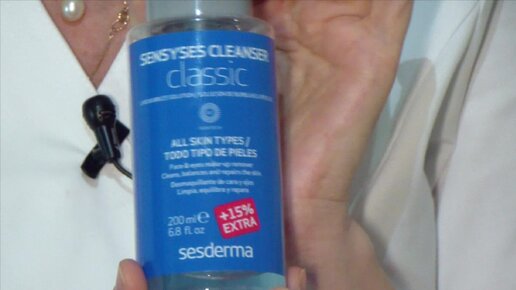 SENSYSES CLEANSER
classic
ALL SKIN TYPES /
TODO TIPO DE PIELES
Face & eyes make-up remover
Cleans, balances and repairs the skin.
Desmaquillante de cara y ojos
Limpia, equilibra y repara
200 ml e
6.8 fl. oz
+15%
EXTRA
sesderma